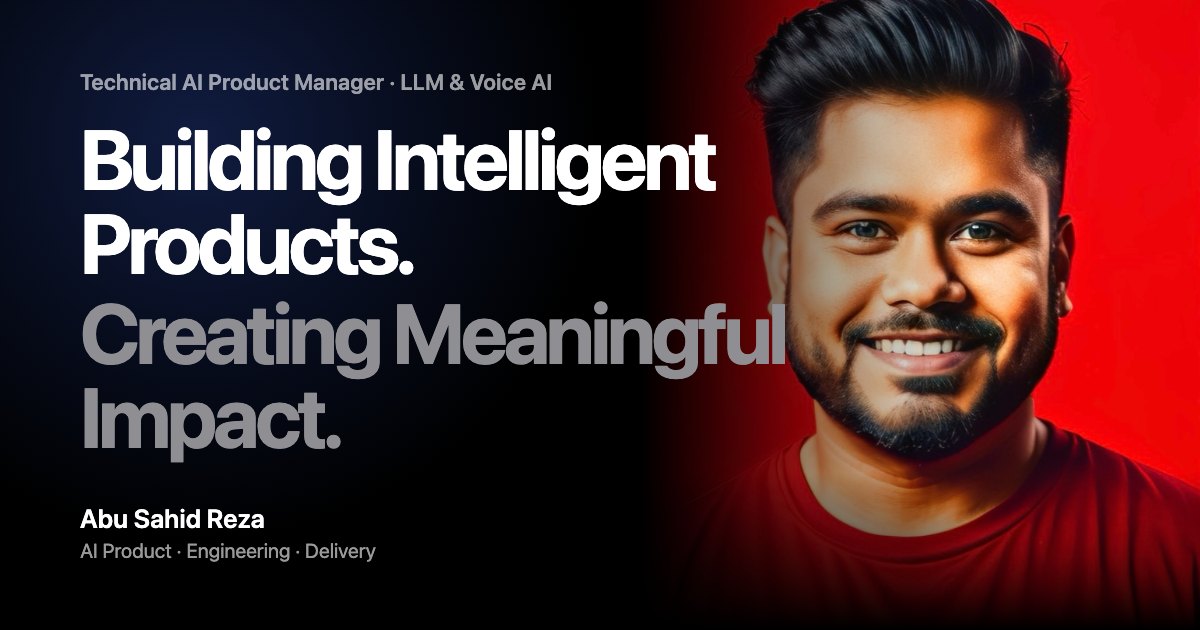 Technical AI Product Manager · LLM & Voice AI
Building Intelligent
Products.
Creating Meaningful
Impact.
Abu Sahid Reza
AI Product · Engineering · Delivery